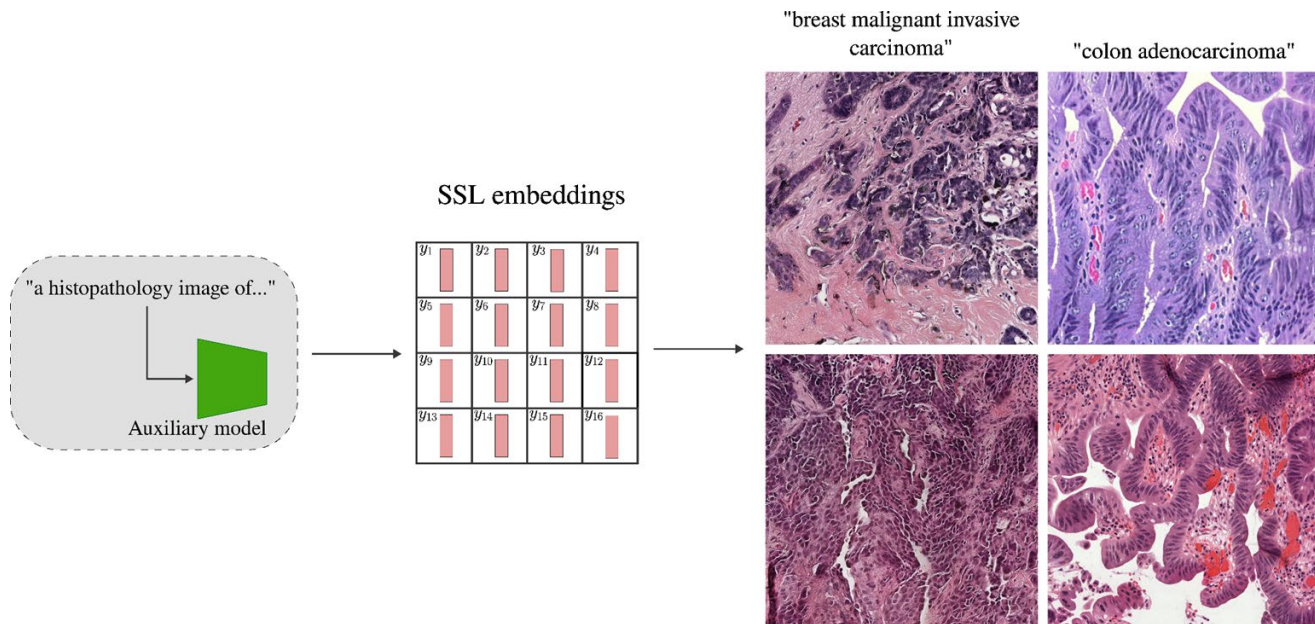 "a histopathology image of..."
Auxiliary model
SSL embeddings
y1 y2 y3 y4
y5 y6 y7 y8
y9 y10 y11 y12
y13 y14 y15 y16
"breast malignant invasive
carcinoma"
"colon adenocarcinoma"